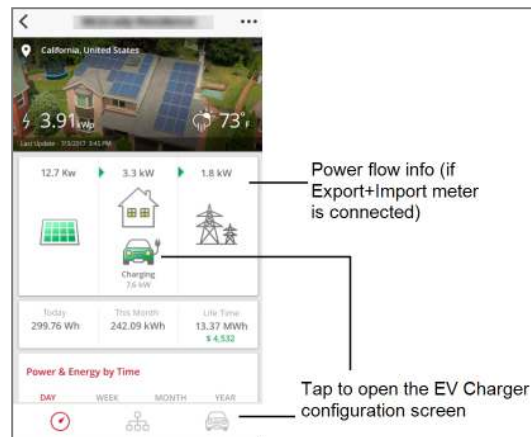 California, United States
3.91 kWp
73° F
Last Update - 7/3/2017 3:45 PM
12.7 Kw 3.3 kW 1.8 kW
Charging
7.6 kW
Power flow info (if
Export+Import meter
is connected)
Today This Month Life Time
299.76 Wh 242.09 kWh 13.37 MWh
$ 4,532
Power & Energy by Time
DAY WEEK MONTH YEAR
Tap to open the EV Charger
configuration screen